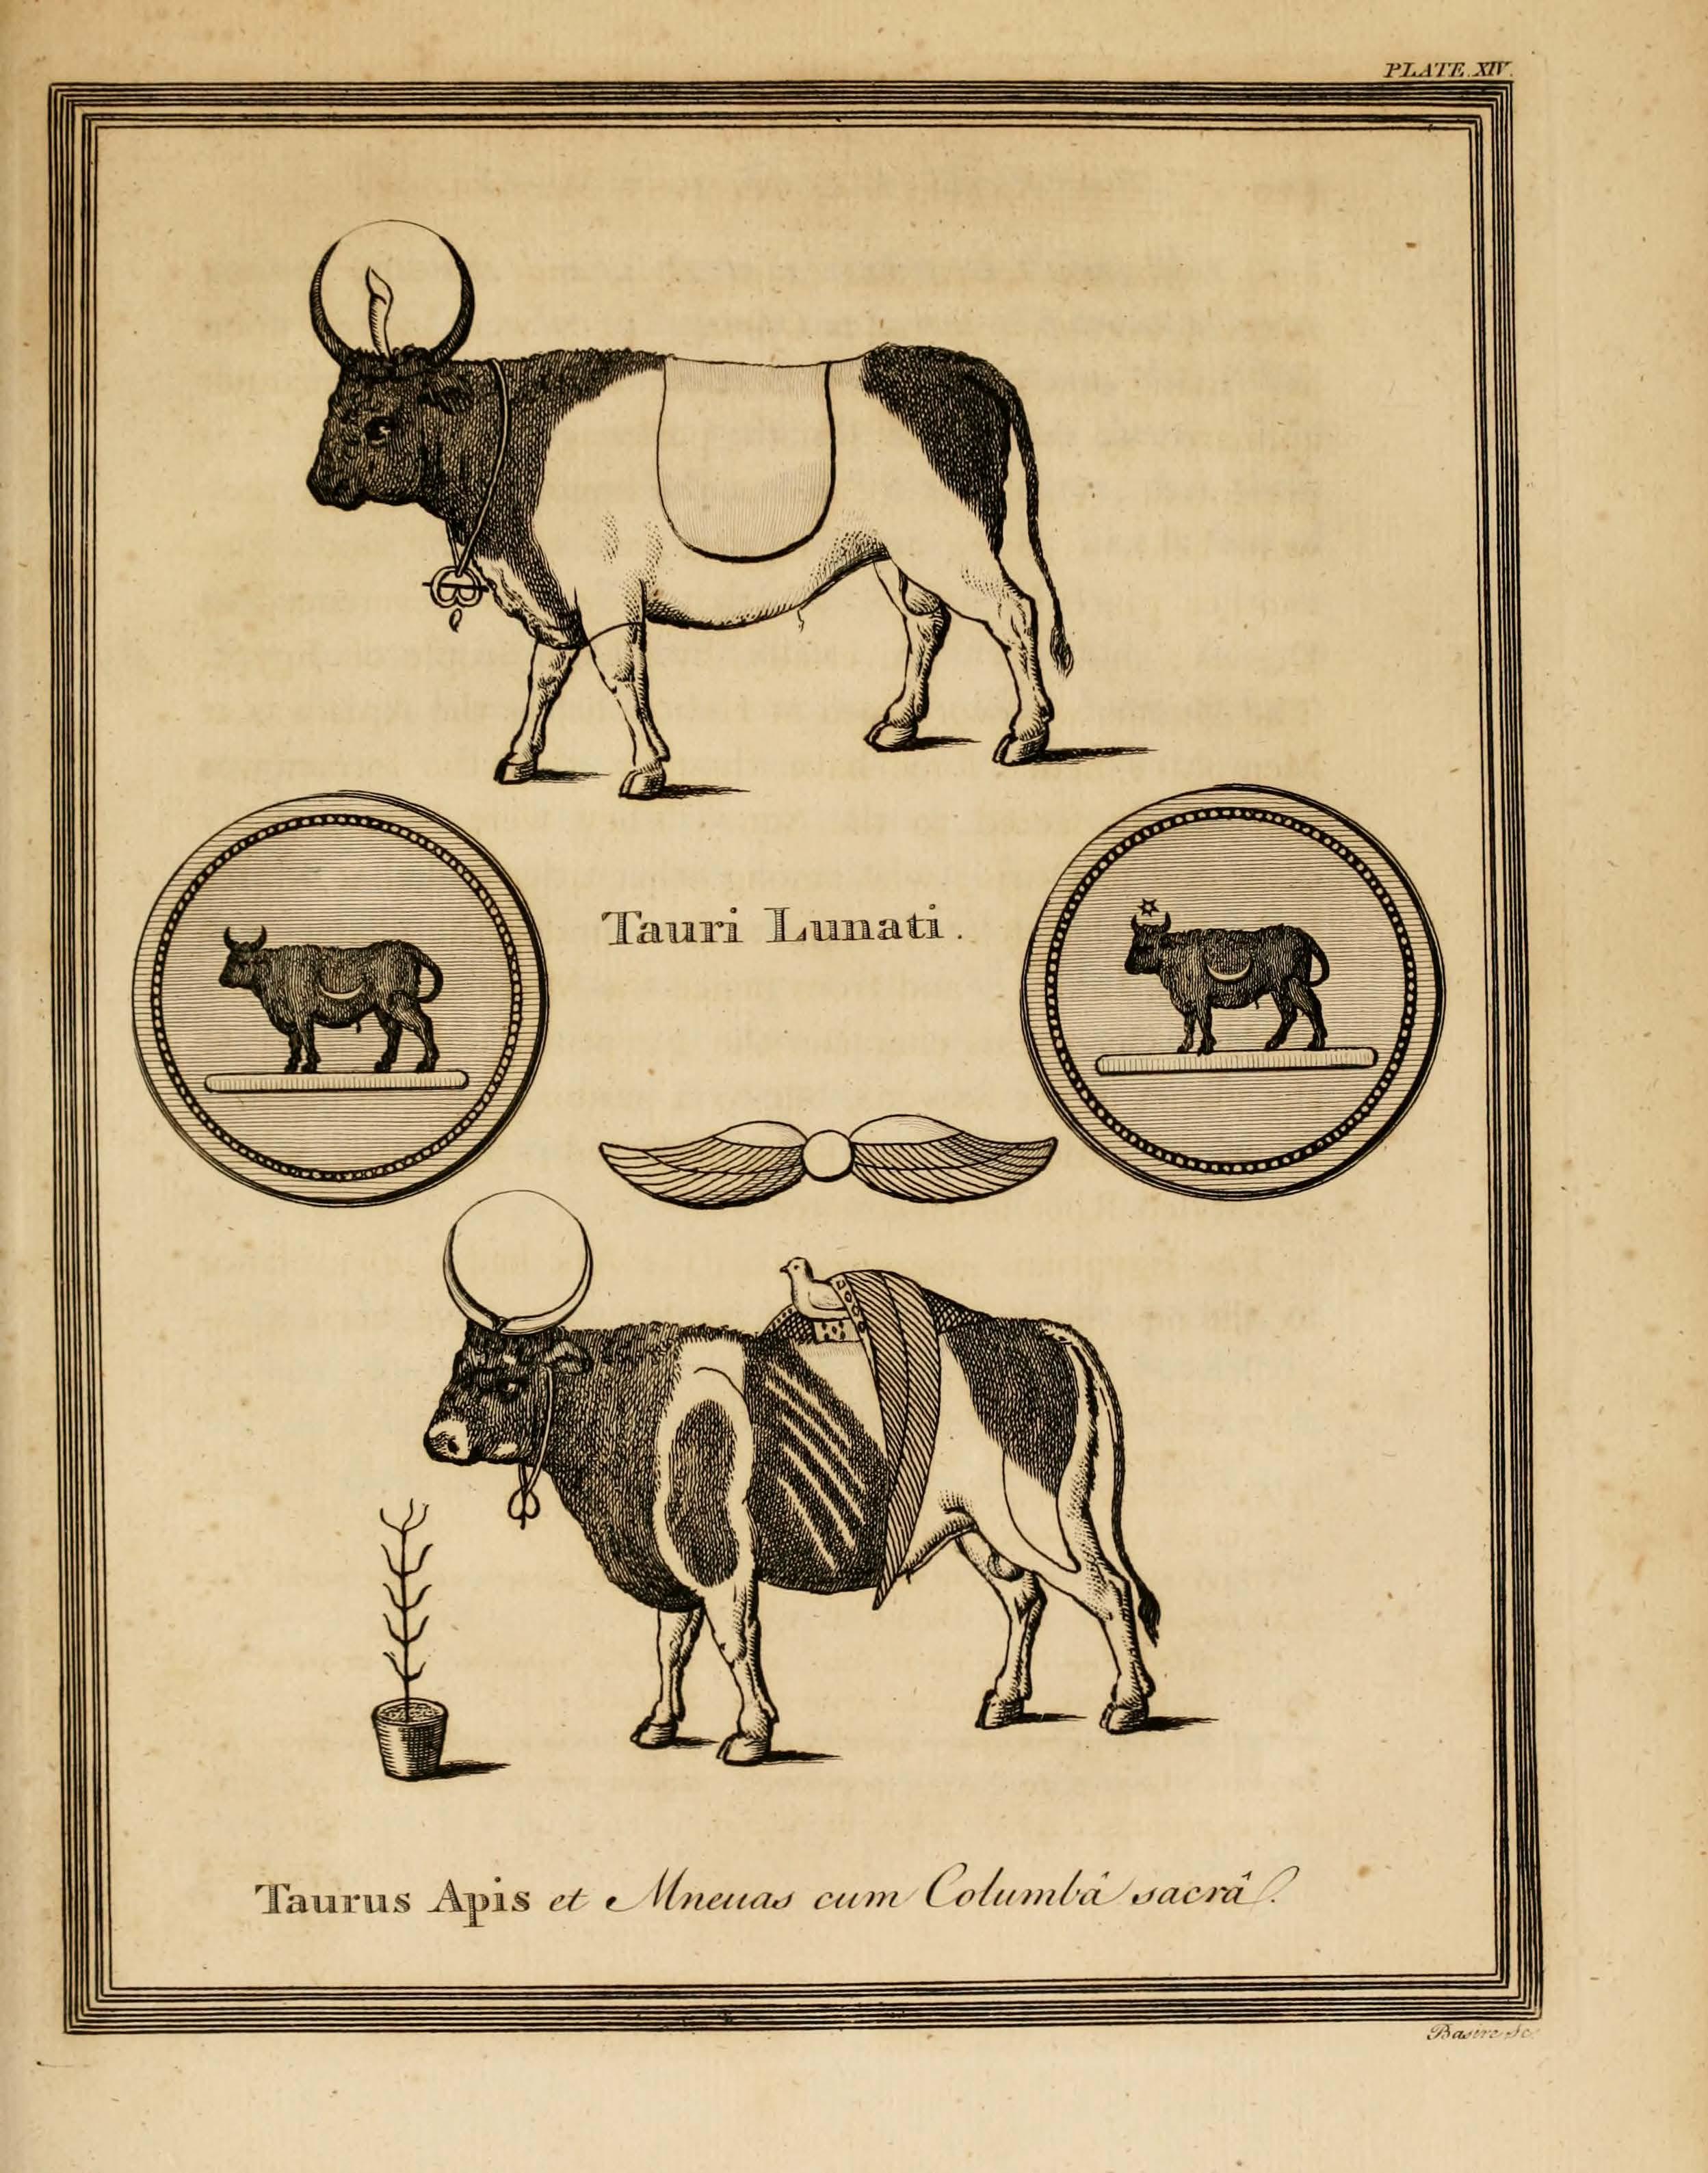 PLATE. XIV.
Tauri Lunati.
Taurus Apis et Mneuas cum Columbâ sacrâ.
Basire Sc.